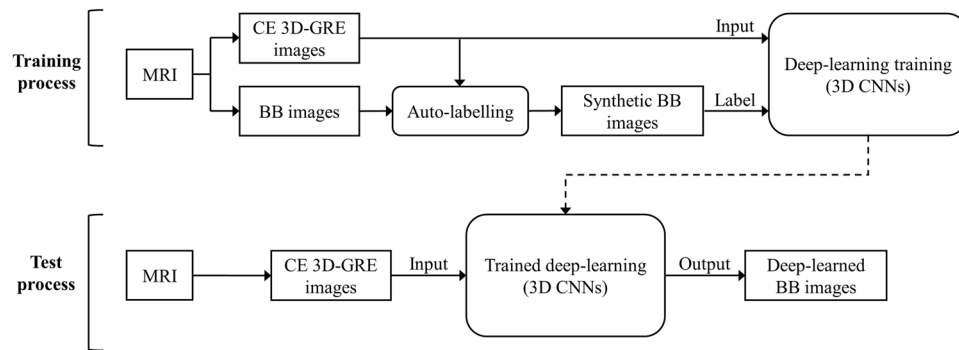 Training
process
MRI
CE 3D-GRE
images
BB images
Auto-labelling
Synthetic BB
images
Input
Label
Deep-learning training
(3D CNNs)
Test
process
MRI
CE 3D-GRE
images
Input
Trained deep-learning
(3D CNNs)
Output
Deep-learned
BB images